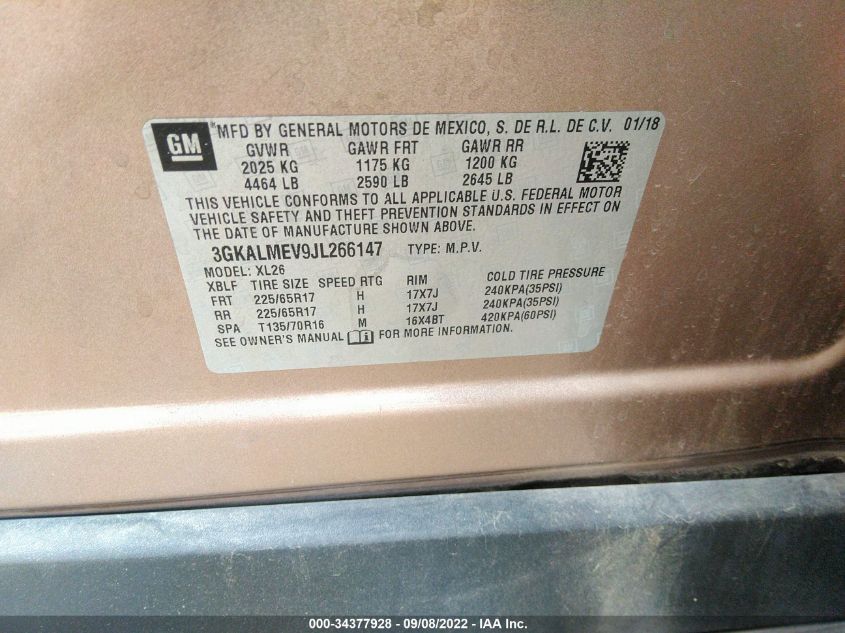 GM
MFD BY GENERAL MOTORS DE MEXICO, S. DE R.L. DE C.V. 01/18
GVWR GAWR FRT GAWR RR
2025 KG 1175 KG 1200 KG
4464 LB 2590 LB 2645 LB
THIS VEHICLE CONFORMS TO ALL APPLICABLE U.S. FEDERAL MOTOR
VEHICLE SAFETY AND THEFT PREVENTION STANDARDS IN EFFECT ON
THE DATE OF MANUFACTURE SHOWN ABOVE.
3GKALMEV9JL266147 TYPE: M.P.V.
MODEL: XL26
XBLF TIRE SIZE SPEED RTG RIM COLD TIRE PRESSURE
FRT 225/65R17 H 17X7J 240KPA(35PSI)
RR 225/65R17 H 17X7J 240KPA(35PSI)
SPA T135/70R16 M 16X4BT 420KPA(60PSI)
SEE OWNER'S MANUAL FOR MORE INFORMATION.
000-34377928 - 09/08/2022 - IAA Inc.